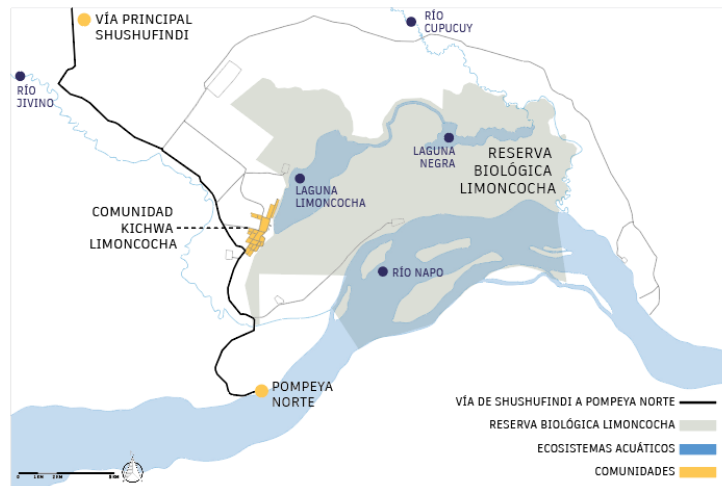 VÍA PRINCIPAL
SHUSHUFINDI
RÍO
CUPUCUY
RÍO
JIVINO
LAGUNA
NEGRA
RESERVA
BIOLÓGICA
LIMONCOCHA
LAGUNA
LIMONCOCHA
COMUNIDAD
KICHWA
LIMONCOCHA
RÍO NAPO
POMPEYA
NORTE
VÍA DE SHUSHUFINDI A POMPEYA NORTE
RESERVA BIOLÓGICA LIMONCOCHA
ECOSISTEMAS ACUÁTICOS
COMUNIDADES